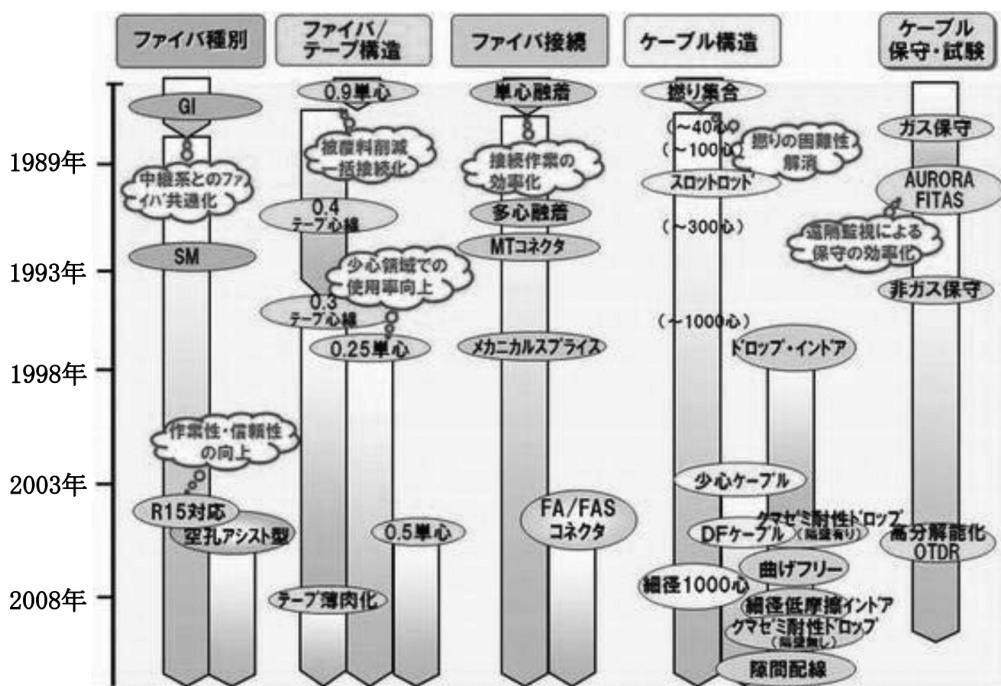 ファイバ種別
ファイバ/
テープ構造
ファイバ接続
ケーブル構造
ケーブル
保守・試験
1989年
1993年
1998年
2003年
2008年
GI
中継系とのファ
イバ共通化
SM
作業性・信頼性
の向上
R15対応
空孔アシスト型
0.9単心
被覆料削減
一括接続化
0.4
テープ心線
少心領域での
使用率向上
0.3
テープ心線
0.25単心
0.5単心
テープ薄肉化
単心融着
接続作業の
効率化
多心融着
MTコネクタ
メカニカルスプライス
FA/FAS
コネクタ
撚り集合
(～40心)
(～100心)
撚りの困難性
解消
スロットロッド
(～300心)
(～1000心)
ドロップ・インドア
少心ケーブル
DFケーブル
クマゼミ耐性ドロップ
(隔壁有り)
曲げフリー
細径1000心
細径低摩擦インドア
クマゼミ耐性ドロップ
(隔壁無し)
隙間配線
ガス保守
AURORA
FITAS
遠隔監視による
保守の効率化
非ガス保守
高分解能化
OTDR